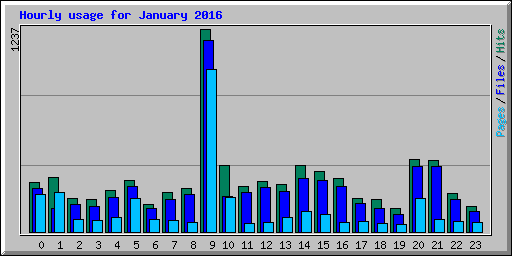 Hourly usage for January 2016
1237
Pages / Files / Hits
0 1 2 3 4 5 6 7 8 9 10 11 12 13 14 15 16 17 18 19 20 21 22 23